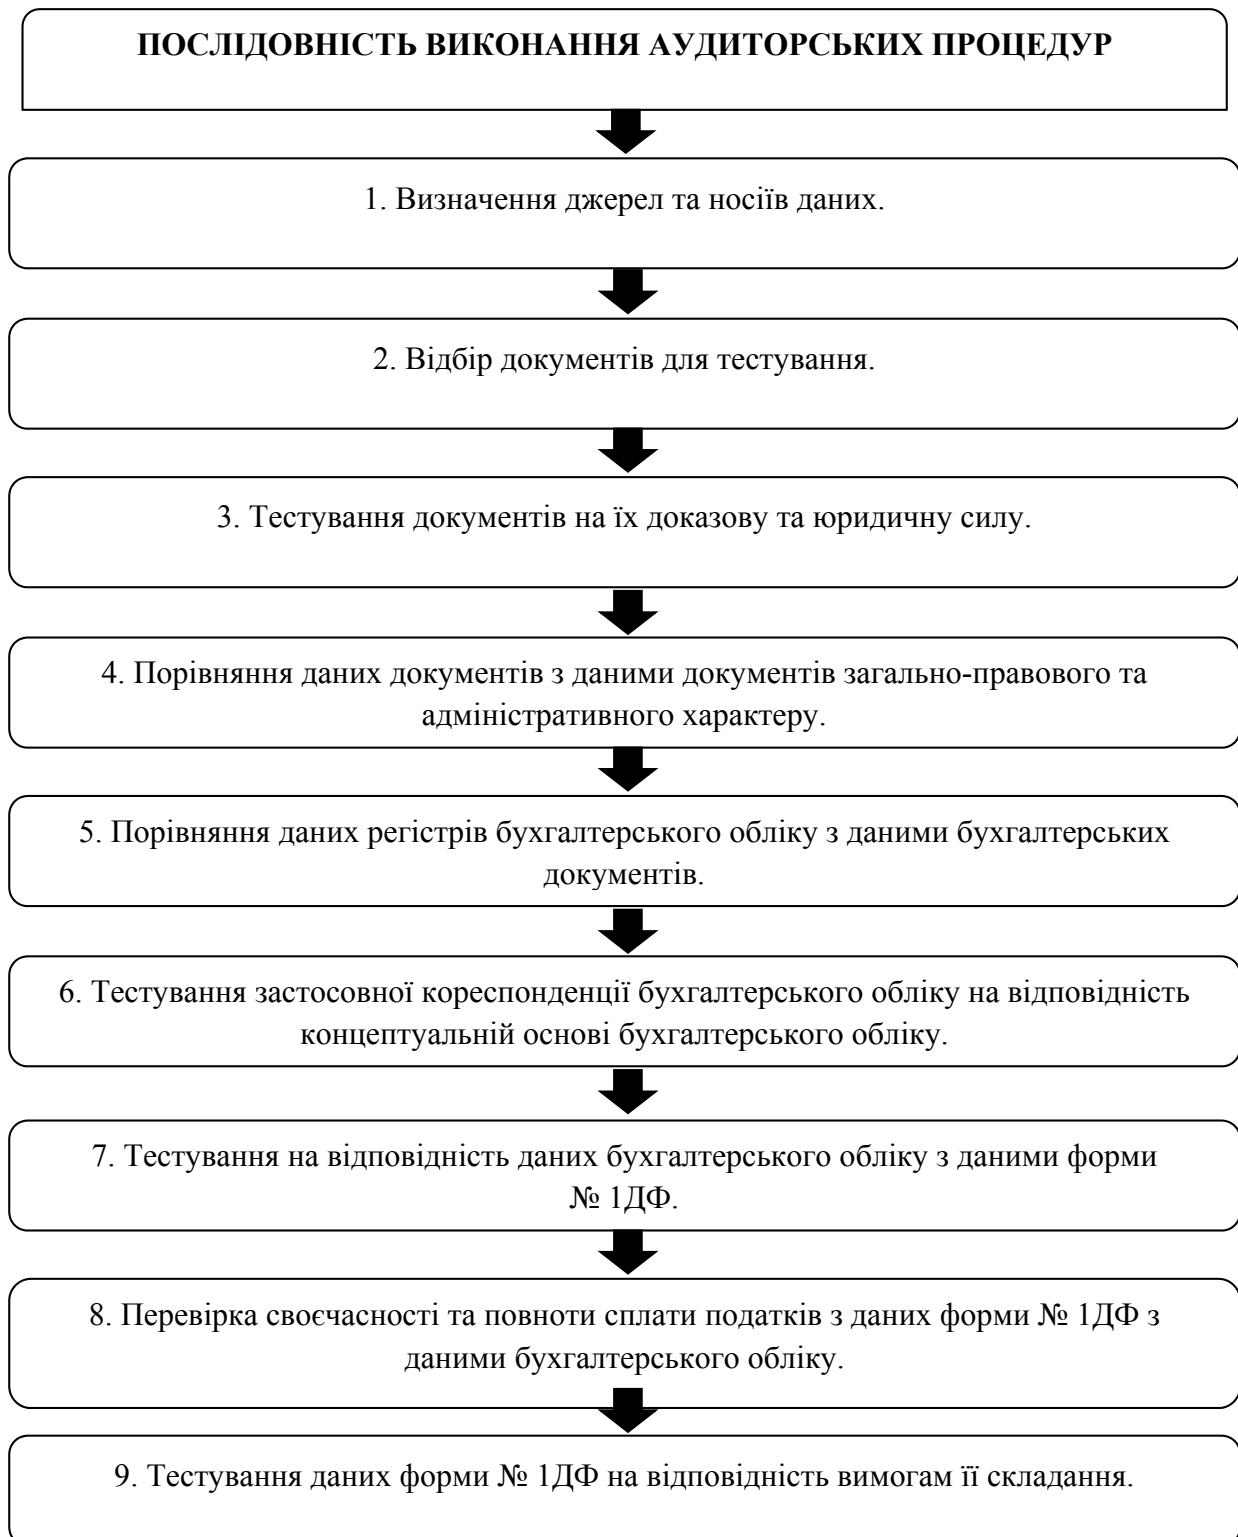 ПОСЛІДОВНІСТЬ ВИКОНАННЯ АУДИТОРСЬКИХ ПРОЦЕДУР
1. Визначення джерел та носіїв даних.
2. Відбір документів для тестування.
3. Тестування документів на їх доказову та юридичну силу.
4. Порівняння даних документів з даними документів загально-правового та
адміністративного характеру.
5. Порівняння даних регістрів бухгалтерського обліку з даними бухгалтерських
документів.
6. Тестування застосовної кореспонденції бухгалтерського обліку на відповідність
концептуальній основі бухгалтерського обліку.
7. Тестування на відповідність даних бухгалтерського обліку з даними форми
№ 1ДФ.
8. Перевірка своєчасності та повноти сплати податків з даних форми № 1ДФ з
даними бухгалтерського обліку.
9. Тестування даних форми № 1ДФ на відповідність вимогам її складання.